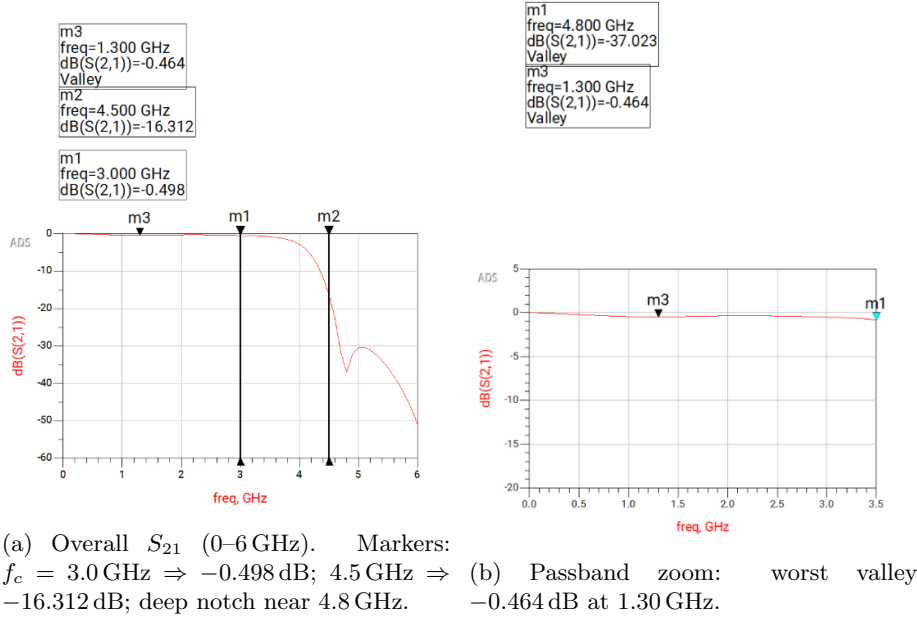 m3
freq=1.300 GHz
dB(S(2,1))=-0.464
Valley
m2
freq=4.500 GHz
dB(S(2,1))=-16.312
m1
freq=3.000 GHz
dB(S(2,1))=-0.498
m3 m1 m2
ADS
0
-10
-20
-30
-40
-50
-60
dB(S(2,1))
0 1 2 3 4 5 6
freq, GHz
(a) Overall S₂₁ (0–6 GHz). Markers:
f_c = 3.0 GHz ⇒ −0.498 dB; 4.5 GHz ⇒
−16.312 dB; deep notch near 4.8 GHz.
m1
freq=4.800 GHz
dB(S(2,1))=-37.023
Valley
m3
freq=1.300 GHz
dB(S(2,1))=-0.464
Valley
ADS
m3 m1
5
0
-5
-10
-15
-20
dB(S(2,1))
0.0 0.5 1.0 1.5 2.0 2.5 3.0 3.5
freq, GHz
(b) Passband zoom: worst valley
−0.464 dB at 1.30 GHz.